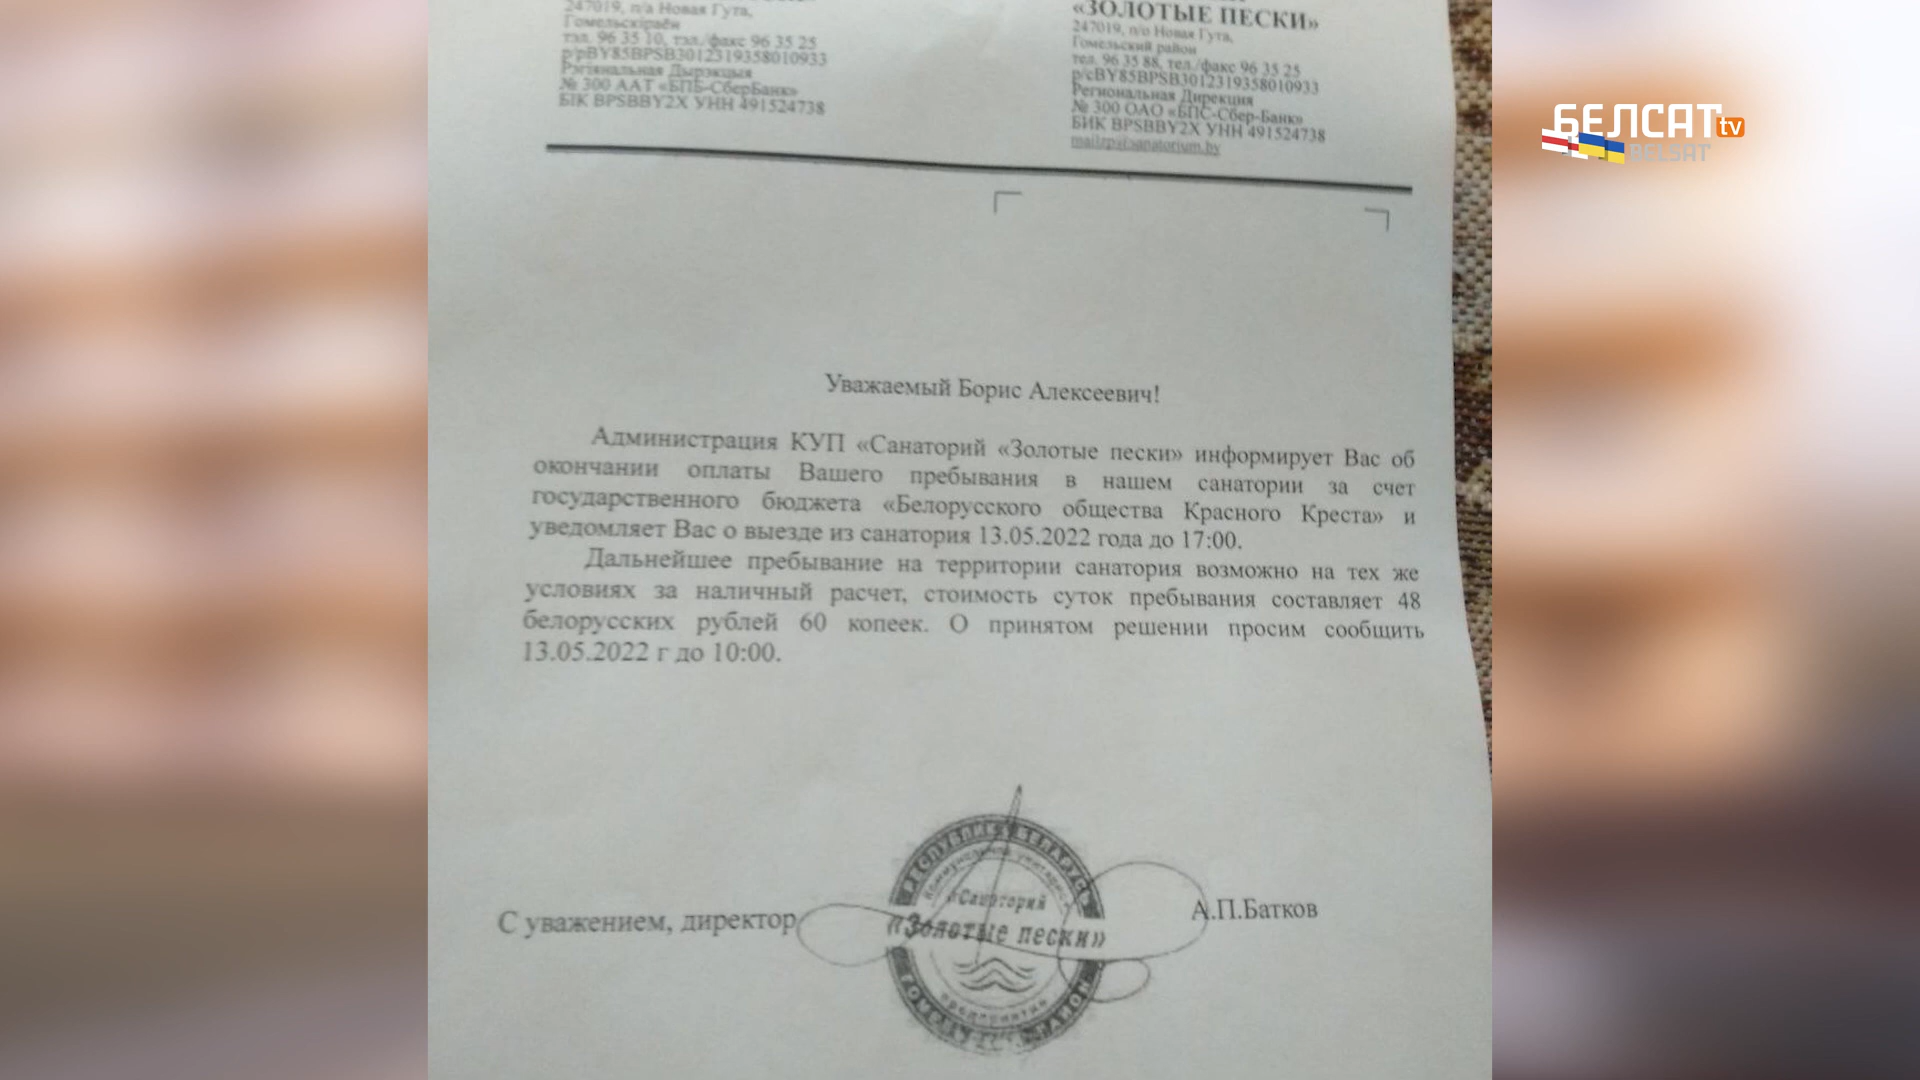 247019, п/а Новая Гута,
Гомельскі раён
тэл. 96 35 10, тэл./факс 96 35 25
р/рBY85BPSB3012319358010933
Рэгіянальная Дырэкцыя
№ 300 ААТ «БПБ-СберБанк»
БІК BPSBBY2X УНН 491524738
«ЗОЛОТЫЕ ПЕСКИ»
247019, п/о Новая Гута,
Гомельский район
тел. 96 35 88, тел./факс 96 35 25
р/сBY85BPSB3012319358010933
Региональная Дирекция
№ 300 ОАО «БПС-Сбер-Банк»
БИК BPSBBY2X УНН 491524738
БЕЛСАТ tv
BELSAT
Уважаемый Борис Алексеевич!
Администрация КУП «Санаторий «Золотые пески» информирует Вас об
окончании оплаты Вашего пребывания в нашем санатории за счет
государственного бюджета «Белорусского общества Красного Креста» и
уведомляет Вас о выезде из санатория 13.05.2022 года до 17:00.
Дальнейшее пребывание на территории санатория возможно на тех же
условиях за наличный расчет, стоимость суток пребывания составляет 48
белорусских рублей 60 копеек. О принятом решении просим сообщить
13.05.2022 г до 10:00.
С уважением, директор
А.П.Батков
РЕСПУБЛИКА БЕЛАРУСЬ
«Санаторий
«Золотые пески»
предприятие